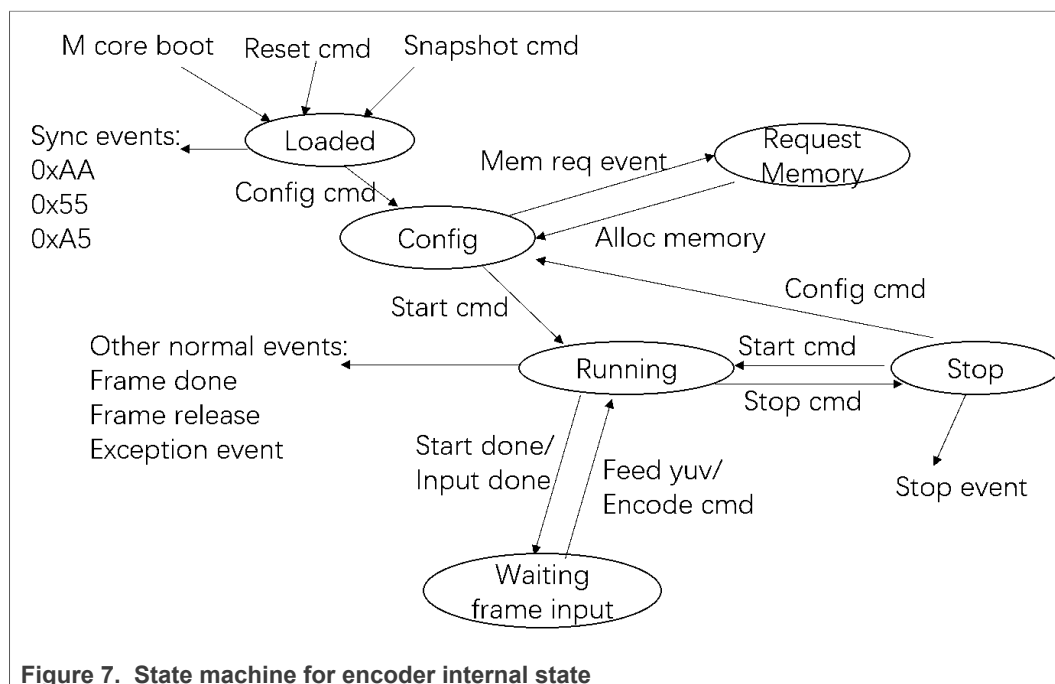 M core boot
Reset cmd
Snapshot cmd
Loaded
Sync events:
0xAA
0x55
0xA5
Config cmd
Mem req event
Request
Memory
Config
Alloc memory
Config cmd
Start cmd
Other normal events:
Frame done
Frame release
Exception event
Running
Start cmd
Stop cmd
Stop
Start done/
Input done
Feed yuv/
Encode cmd
Stop event
Waiting
frame input
Figure 7. State machine for encoder internal state